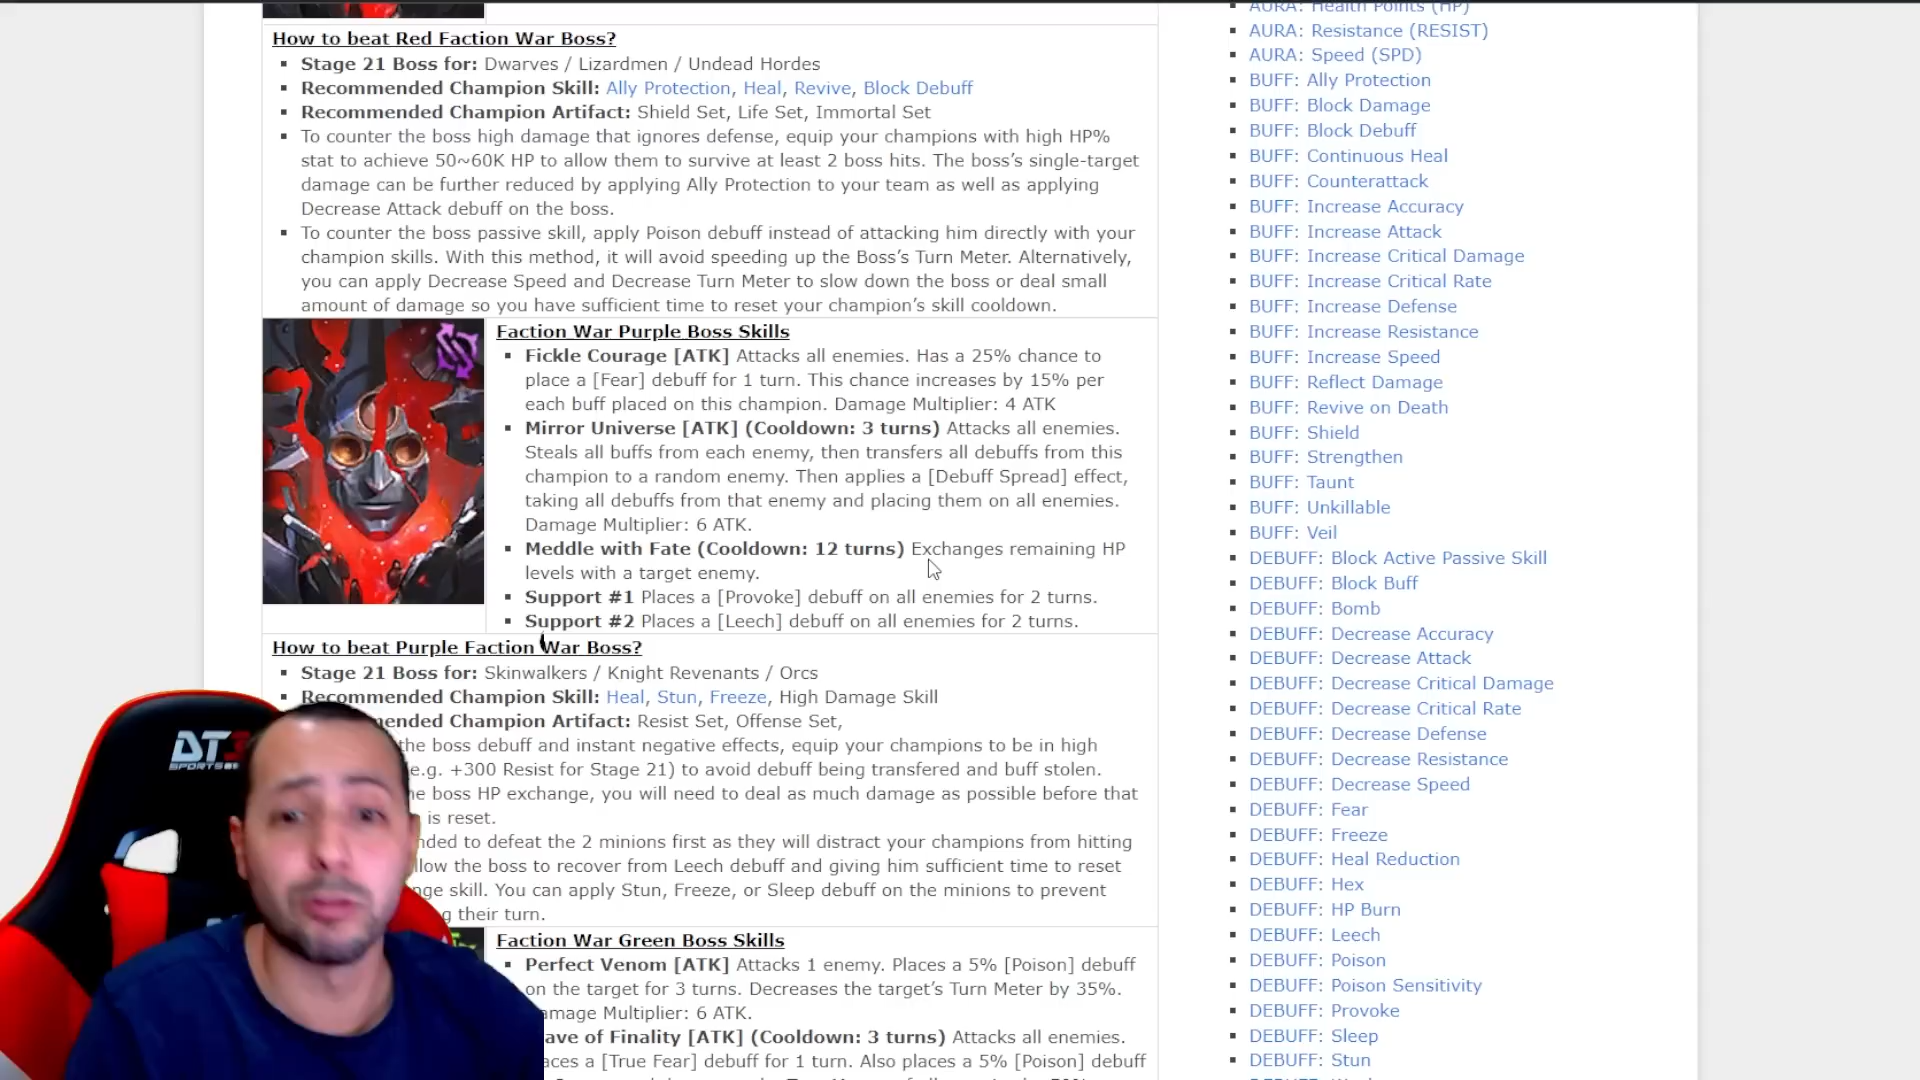 How to beat Red Faction War Boss?
Stage 21 Boss for: Dwarves / Lizardmen / Undead Hordes
Recommended Champion Skill: Ally Protection, Heal, Revive, Block Debuff
Recommended Champion Artifact: Shield Set, Life Set, Immortal Set
To counter the boss high damage that ignores defense, equip your champions with high HP%
stat to achieve 50~60K HP to allow them to survive at least 2 boss hits. The boss's single-target
damage can be further reduced by applying Ally Protection to your team as well as applying
Decrease Attack debuff on the boss.
To counter the boss passive skill, apply Poison debuff instead of attacking him directly with your
champion skills. With this method, it will avoid speeding up the Boss's Turn Meter. Alternatively,
you can apply Decrease Speed and Decrease Turn Meter to slow down the boss or deal small
amount of damage so you have sufficient time to reset your champion's skill cooldown.
Faction War Purple Boss Skills
Fickle Courage [ATK] Attacks all enemies. Has a 25% chance to
place a [Fear] debuff for 1 turn. This chance increases by 15% per
each buff placed on this champion. Damage Multiplier: 4 ATK
Mirror Universe [ATK] (Cooldown: 3 turns) Attacks all enemies.
Steals all buffs from each enemy, then transfers all debuffs from this
champion to a random enemy. Then applies a [Debuff Spread] effect,
taking all debuffs from that enemy and placing them on all enemies.
Damage Multiplier: 6 ATK.
Meddle with Fate (Cooldown: 12 turns) Exchanges remaining HP
levels with a target enemy.
Support #1 Places a [Provoke] debuff on all enemies for 2 turns.
Support #2 Places a [Leech] debuff on all enemies for 2 turns.
How to beat Purple Faction War Boss?
Stage 21 Boss for: Skinwalkers / Knight Revenants / Orcs
Recommended Champion Skill: Heal, Stun, Freeze, High Damage Skill
mended Champion Artifact: Resist Set, Offense Set,
the boss debuff and instant negative effects, equip your champions to be in high
e.g. +300 Resist for Stage 21) to avoid debuff being transfered and buff stolen.
he boss HP exchange, you will need to deal as much damage as possible before that
is reset.
nded to defeat the 2 minions first as they will distract your champions from hitting
llow the boss to recover from Leech debuff and giving him sufficient time to reset
nge skill. You can apply Stun, Freeze, or Sleep debuff on the minions to prevent
g their turn.
Faction War Green Boss Skills
Perfect Venom [ATK] Attacks 1 enemy. Places a 5% [Poison] debuff
on the target for 3 turns. Decreases the target's Turn Meter by 35%.
amage Multiplier: 6 ATK.
ave of Finality [ATK] (Cooldown: 3 turns) Attacks all enemies.
aces a [True Fear] debuff for 1 turn. Also places a 5% [Poison] debuff
AURA: Health Points (HP)
AURA: Resistance (RESIST)
AURA: Speed (SPD)
BUFF: Ally Protection
BUFF: Block Damage
BUFF: Block Debuff
BUFF: Continuous Heal
BUFF: Counterattack
BUFF: Increase Accuracy
BUFF: Increase Attack
BUFF: Increase Critical Damage
BUFF: Increase Critical Rate
BUFF: Increase Defense
BUFF: Increase Resistance
BUFF: Increase Speed
BUFF: Reflect Damage
BUFF: Revive on Death
BUFF: Shield
BUFF: Strengthen
BUFF: Taunt
BUFF: Unkillable
BUFF: Veil
DEBUFF: Block Active Passive Skill
DEBUFF: Block Buff
DEBUFF: Bomb
DEBUFF: Decrease Accuracy
DEBUFF: Decrease Attack
DEBUFF: Decrease Critical Damage
DEBUFF: Decrease Critical Rate
DEBUFF: Decrease Defense
DEBUFF: Decrease Resistance
DEBUFF: Decrease Speed
DEBUFF: Fear
DEBUFF: Freeze
DEBUFF: Heal Reduction
DEBUFF: Hex
DEBUFF: HP Burn
DEBUFF: Leech
DEBUFF: Poison
DEBUFF: Poison Sensitivity
DEBUFF: Provoke
DEBUFF: Sleep
DEBUFF: Stun
DT3
SPORTS